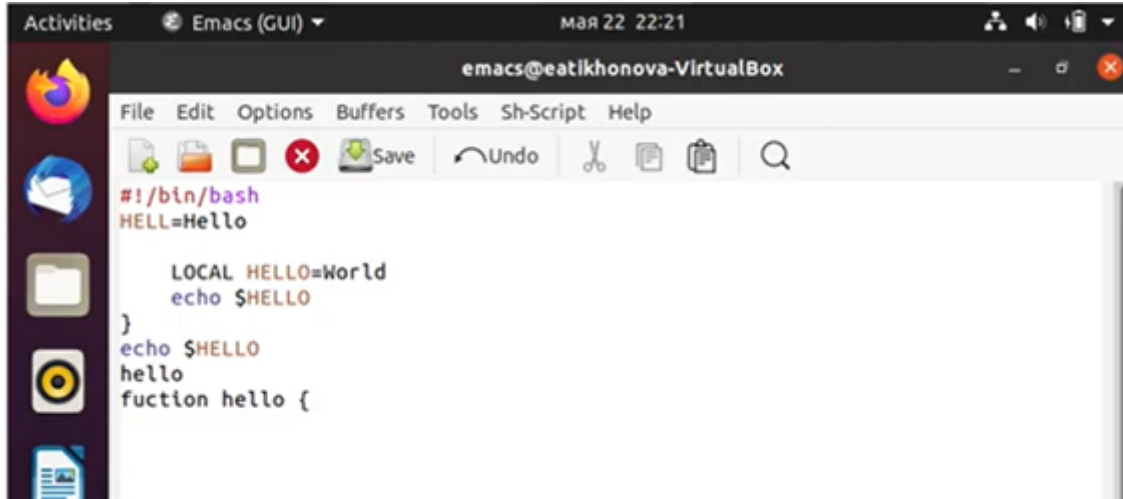 Activities Emacs (GUI) мая 22 22:21
emacs@eatikhonova-VirtualBox
File Edit Options Buffers Tools Sh-Script Help
Save Undo
#!/bin/bash
HELL=Hello
LOCAL HELLO=World
echo $HELLO
}
echo $HELLO
hello
fuction hello {